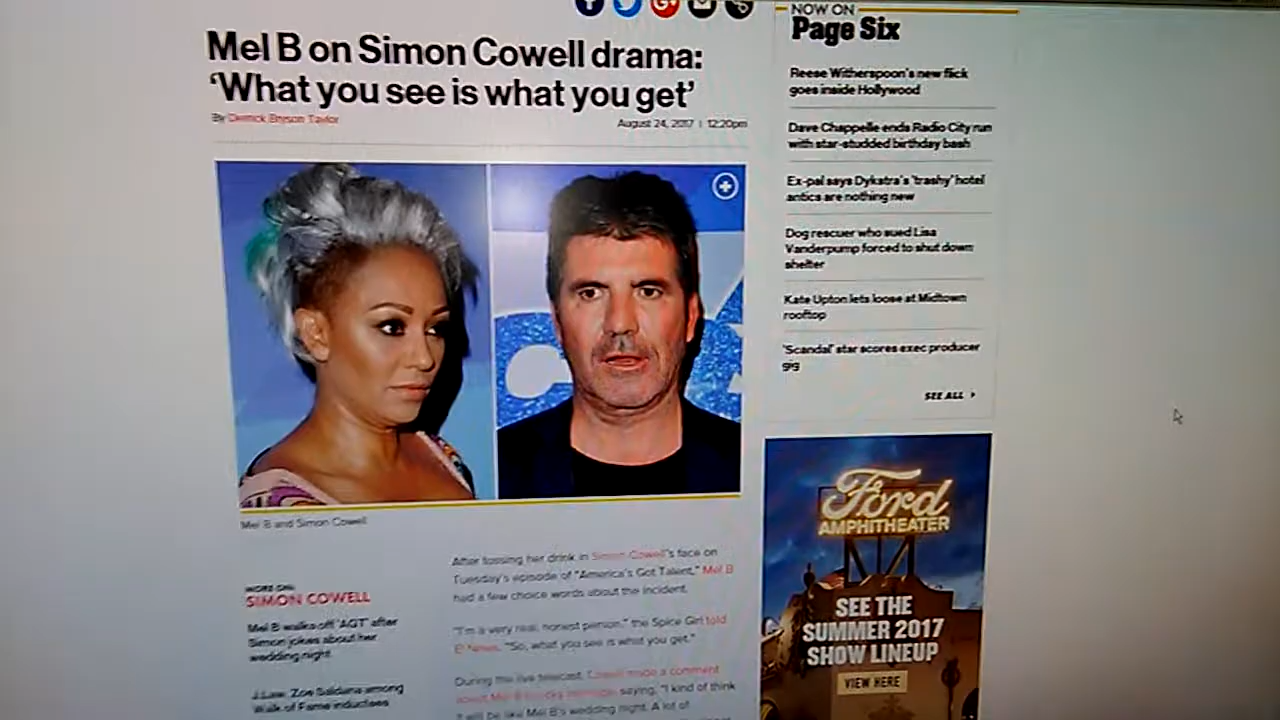 Mel B on Simon Cowell drama:
'What you see is what you get'
By Derrick Bryson Taylor
August 24, 2017 | 12:20pm
Mel B and Simon Cowell
MORE ON:
SIMON COWELL
Mel B walks off 'AGT' after
Simon jokes about her
wedding night
J.Law, Zoe Saldana among
Walk of Fame inductees
After tossing her drink in Simon Cowell's face on
Tuesday's episode of "America's Got Talent," Mel B
had a few choice words about the incident.
"I'm a very real, honest person," the Spice Girl told
E! News. "So, what you see is what you get."
During the live telecast, Cowell made a comment
about Mel B's saying, "I kind of think
it will be like Mel B's wedding night. A lot of
NOW ON
Page Six
Reese Witherspoon's new flick
goes inside Hollywood
Dave Chappelle ends Radio City run
with star-studded birthday bash
Ex-pal says Dykstra's 'trashy' hotel
antics are nothing new
Dog rescuer who sued Lisa
Vanderpump forced to shut down
shelter
Kate Upton lets loose at Midtown
rooftop
'Scandal' star scores exec producer
gig
SEE ALL
Ford
AMPHITHEATER
SEE THE
SUMMER 2017
SHOW LINEUP
VIEW HERE